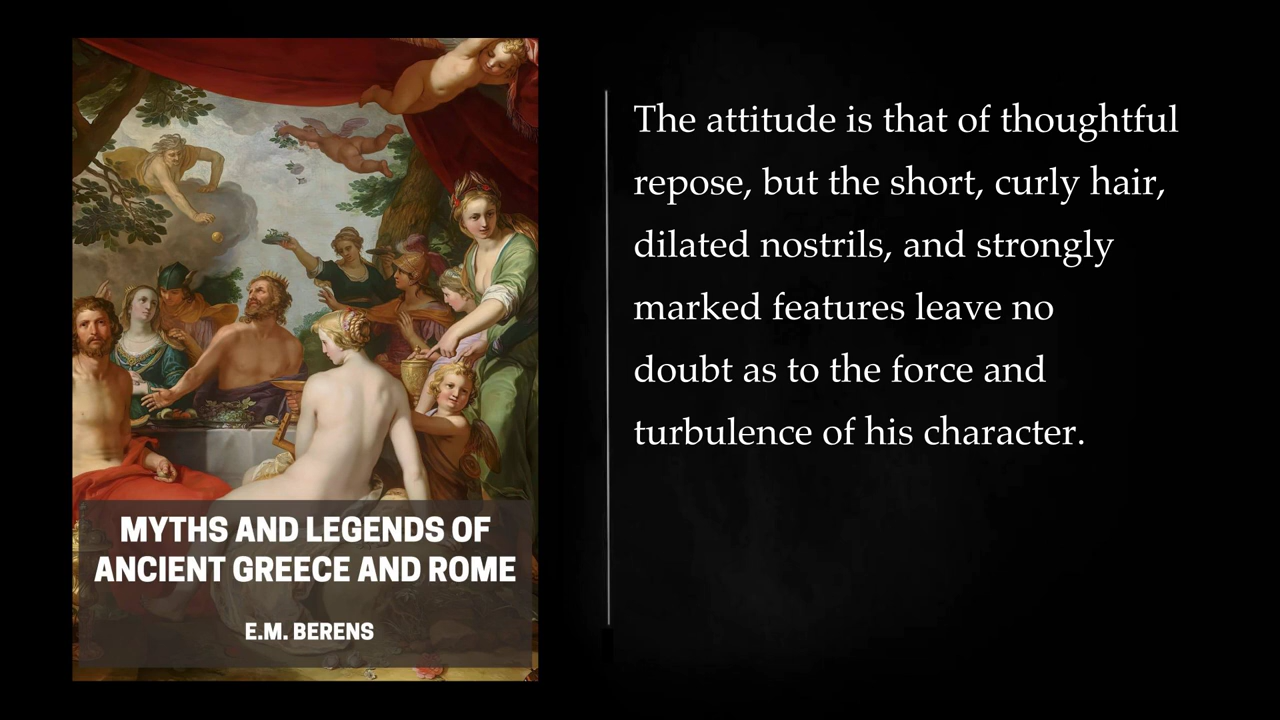 MYTHS AND LEGENDS OF
ANCIENT GREECE AND ROME
E.M. BERENS
The attitude is that of thoughtful
repose, but the short, curly hair,
dilated nostrils, and strongly
marked features leave no
doubt as to the force and
turbulence of his character.